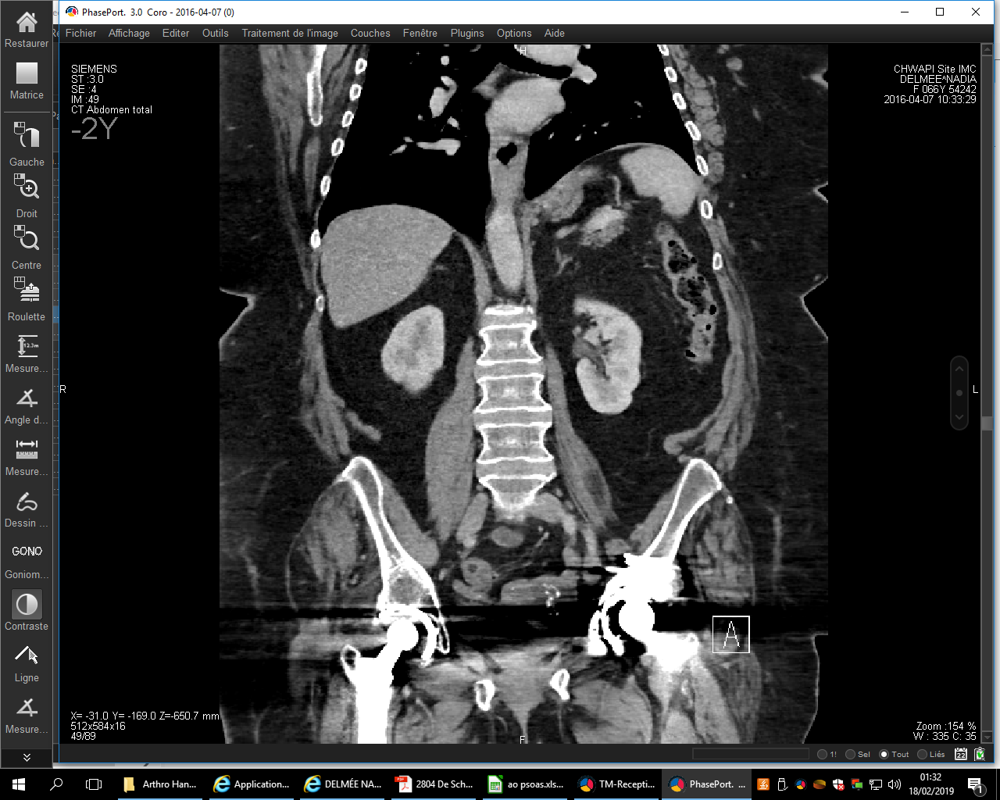 PhasePort.  3.0  Coro - 2016-04-07 (0)
Fichier Affichage Editer Outils Traitement de l'image Couches Fenêtre Plugins Options Aide
Restaurer
Matrice
Gauche
Droit
Centre
Roulette
Mesure...
Angle d...
Mesure...
Dessin ...
GONO
Goniom...
Contraste
Ligne
Mesure...
SIEMENS
ST :3.0
SE :4
IM :49
CT Abdomen total
-2Y
H
CHWAPI Site IMC
DELMEE^NADIA
F 066Y 54242
2016-04-07 10:33:29
R
L
A
X= -31.0 Y= -169.0 Z=-650.7 mm
512x584x16
49/89
F
Zoom :154 %
W : 335 C: 35
1! Sel Tout Liés 22
Arthro Han... Application... DELMÉE NA... 2804 De Sch... ao psoas.xls... TM-Recepti... PhasePort. ...
01:32
18/02/2019
1